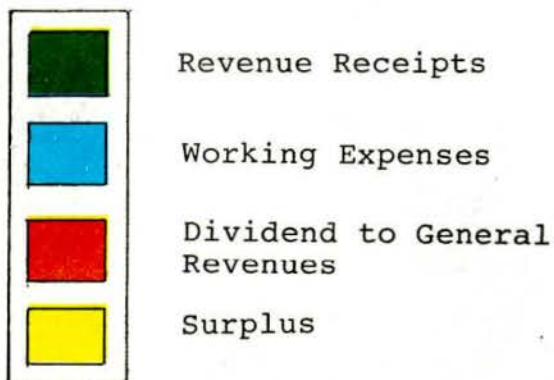 Revenue Receipts
Working Expenses
Dividend to General
Revenues
Surplus